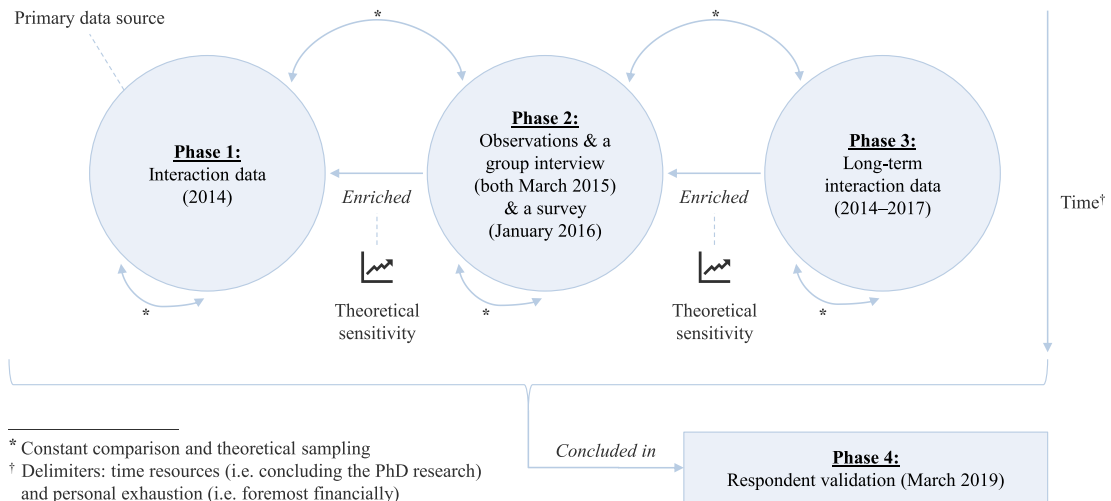 Primary data source
*
*
Phase 1:
Interaction data
(2014)
Phase 2:
Observations & a
group interview
(both March 2015)
& a survey
(January 2016)
Phase 3:
Long-term
interaction data
(2014–2017)
Enriched
Enriched
Time†
Theoretical
sensitivity
Theoretical
sensitivity
*
*
*
* Constant comparison and theoretical sampling
† Delimiters: time resources (i.e. concluding the PhD research)
and personal exhaustion (i.e. foremost financially)
Concluded in
Phase 4:
Respondent validation (March 2019)